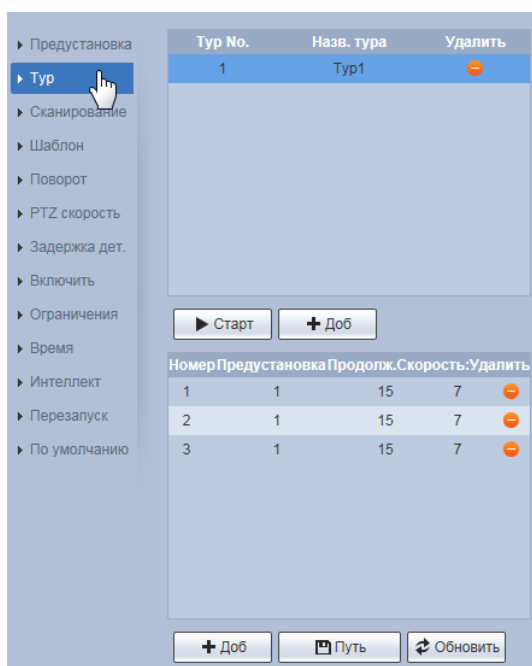 Предустановка
Тур
Сканирование
Шаблон
Поворот
PTZ скорость
Задержка дет.
Включить
Ограничения
Время
Интеллект
Перезапуск
По умолчанию
Тур No. Назв. тура Удалить
1 Тур1
Старт Доб
Номер Предустановка Продолж. Скорость: Удалить
1 1 15 7
2 1 15 7
3 1 15 7
Доб Путь Обновить